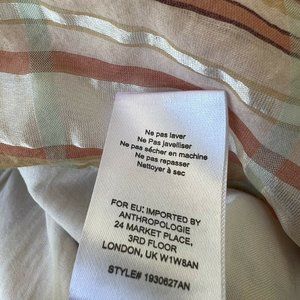 Ne pas laver
Ne Pas javelliser
Ne pas sécher en machine
Ne pas repasser
Nettoyer à sec
FOR EU: IMPORTED BY
ANTHROPOLOGIE
24 MARKET PLACE,
3RD FLOOR
LONDON, UK W1W8AN
STYLE# 1930627AN